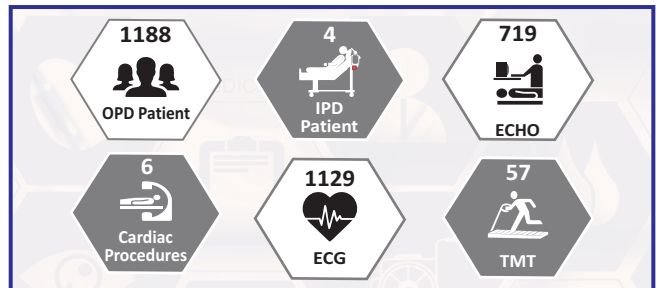 1188
OPD Patient
4
IPD
Patient
719
ECHO
6
Cardiac
Procedures
1129
ECG
57
TMT